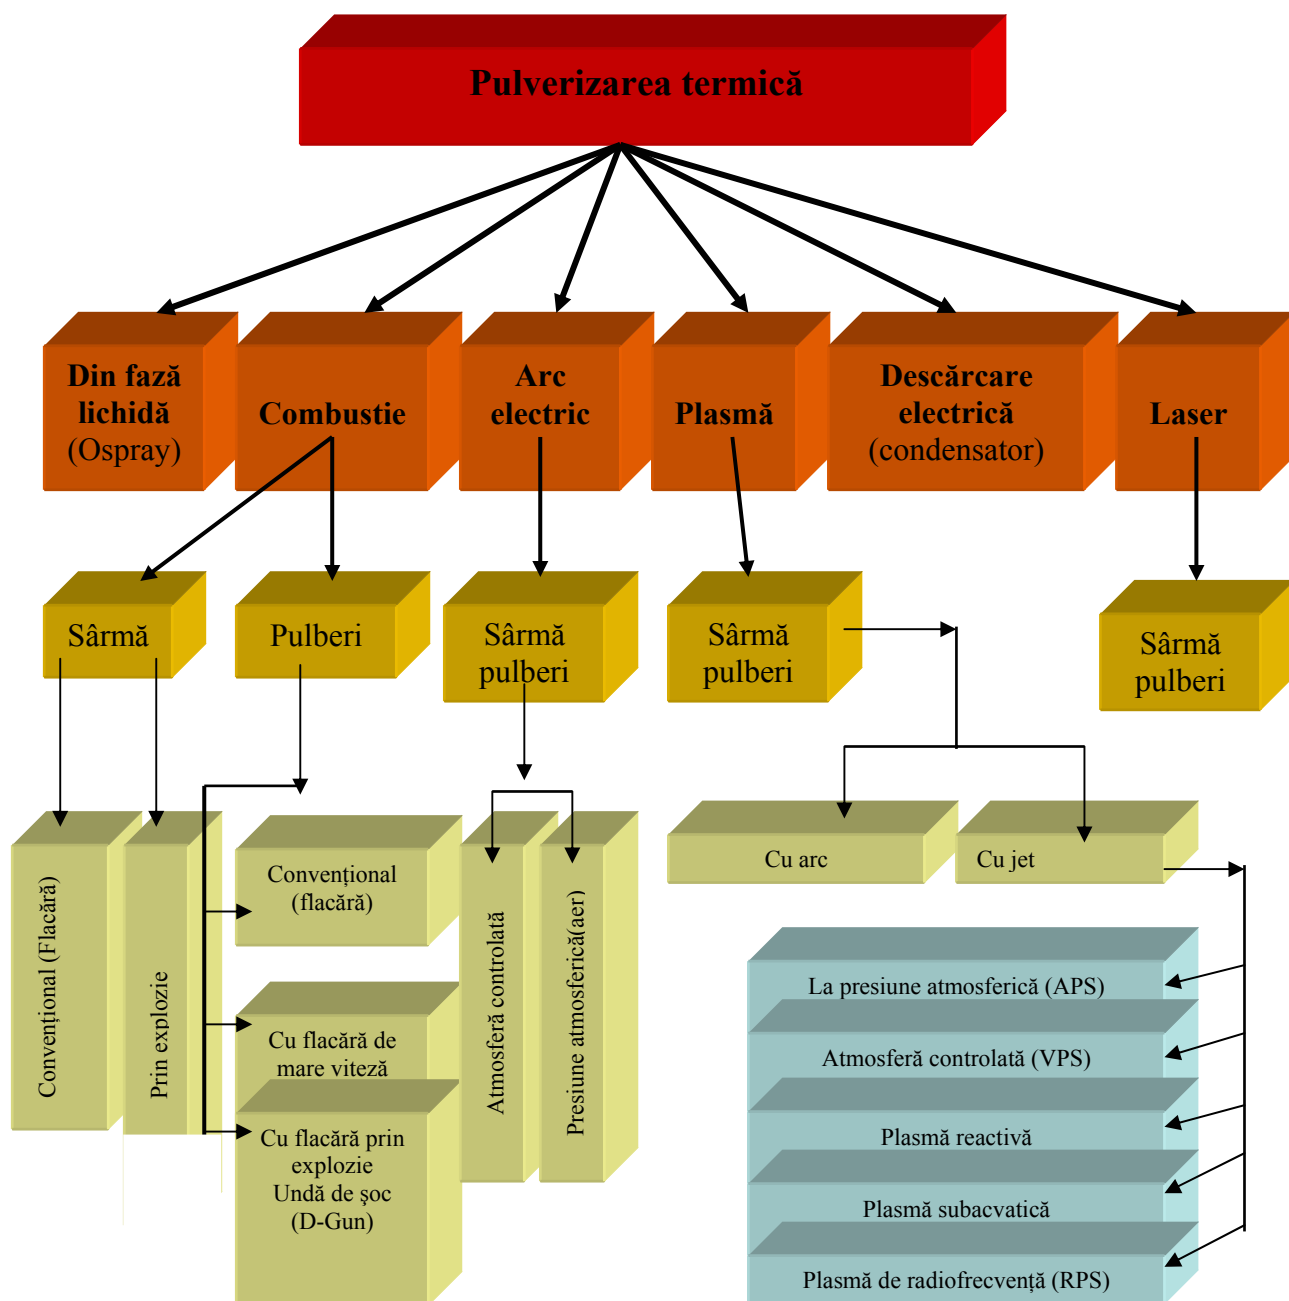 Pulverizarea termică
Din fază
lichidă
(Ospray)
Combustie
Arc
electric
Plasmă
Descărcare
electrică
(condensator)
Laser
Sârmă
Pulberi
Sârmă
pulberi
Sârmă
pulberi
Sârmă
pulberi
Convențional (Flacără)
Prin explozie
Convențional
(flacără)
Cu flacără de
mare viteză
Cu flacără prin
explozie
Undă de şoc
(D-Gun)
Atmosferă controlată
Presiune atmosferică(aer)
Cu arc
Cu jet
La presiune atmosferică (APS)
Atmosferă controlată (VPS)
Plasmă reactivă
Plasmă subacvatică
Plasmă de radiofrecvență (RPS)